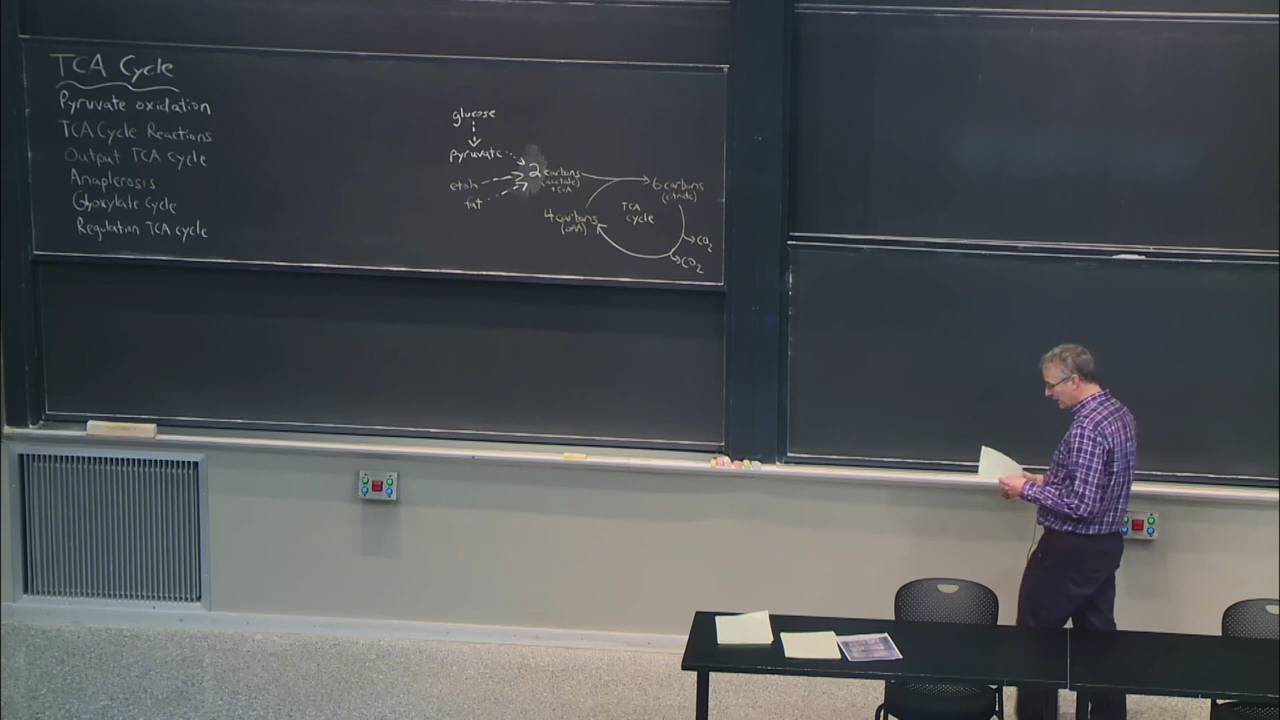 TCA Cycle
Pyruvate oxidation
TCA Cycle Reactions
Output TCA Cycle
Anaplerosis
Glyoxylate Cycle
Regulation TCA cycle
glucose
pyruvate
etoh
fat
2 carbons
(acetate)
+ CoA
6 carbons
(citrate)
TCA
cycle
4 carbons
(OAA)
CO2
CO2